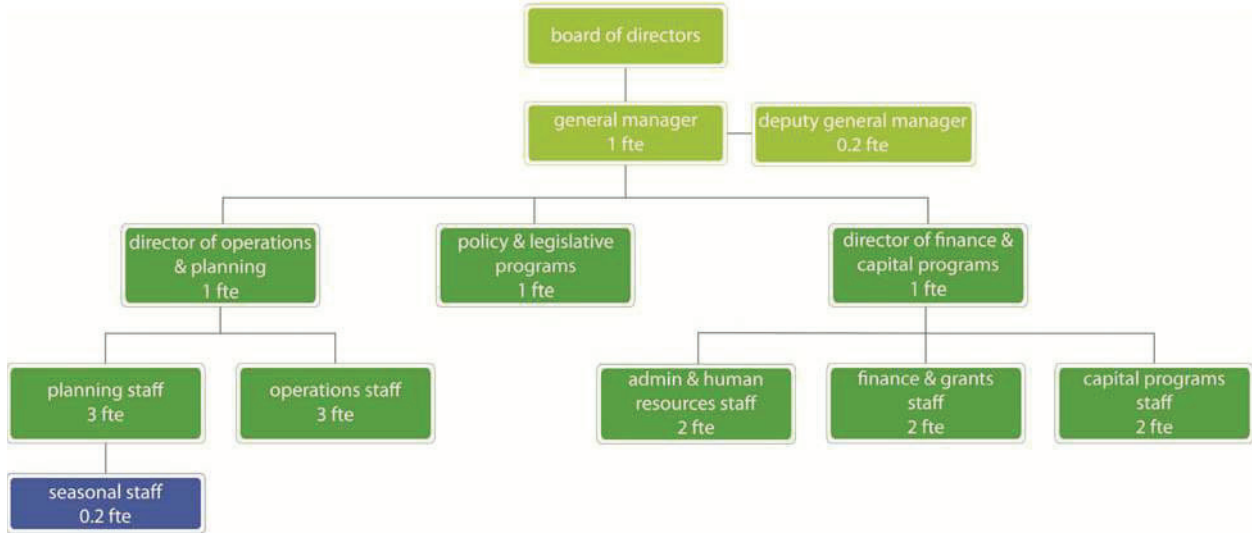 board of directors
general manager
1 fte
deputy general manager
0.2 fte
director of operations
& planning
1 fte
policy & legislative
programs
1 fte
director of finance &
capital programs
1 fte
planning staff
3 fte
operations staff
3 fte
admin & human
resources staff
2 fte
finance & grants
staff
2 fte
capital programs
staff
2 fte
seasonal staff
0.2 fte